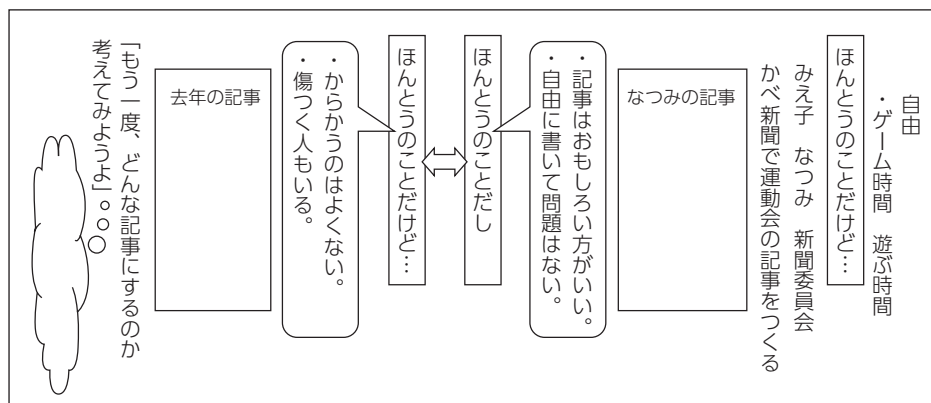 自由
・ゲーム時間　遊ぶ時間
ほんとうのことだけど…
みえ子　なつみ　新聞委員会
かべ新聞で運動会の記事をつくる
なつみの記事
・記事はおもしろい方がいい。
・自由に書いて問題はない。
ほんとうのことだし
ほんとうのことだけど…
・からかうのはよくない。
・傷つく人もいる。
去年の記事
「もう一度、どんな記事にするのか
考えてみようよ」